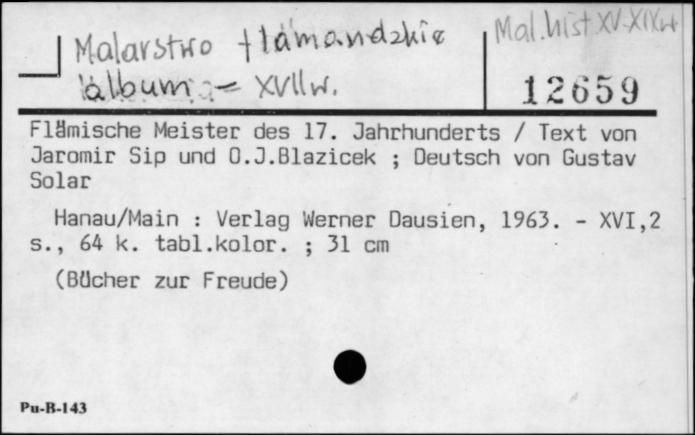 Malarstwo flamandzkie
Mal.hist XV-XIXw
album - XVIIw.
12659
Flämische Meister des 17. Jahrhunderts / Text von
Jaromir Sip und O.J.Blazicek ; Deutsch von Gustav
Solar
Hanau/Main : Verlag Werner Dausien, 1963. - XVI,2
s., 64 k. tabl.kolor. ; 31 cm
(Bücher zur Freude)
Pu-B-143